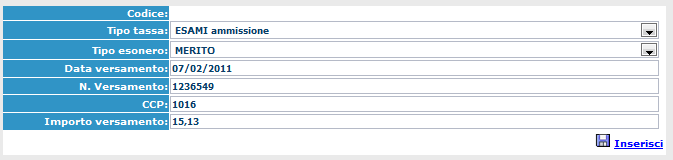 Codice:
Tipo tassa: ESAMI ammissione
Tipo esonero: MERITO
Data versamento: 07/02/2011
N. Versamento: 1236549
CCP: 1016
Importo versamento: 15,13
Inserisci